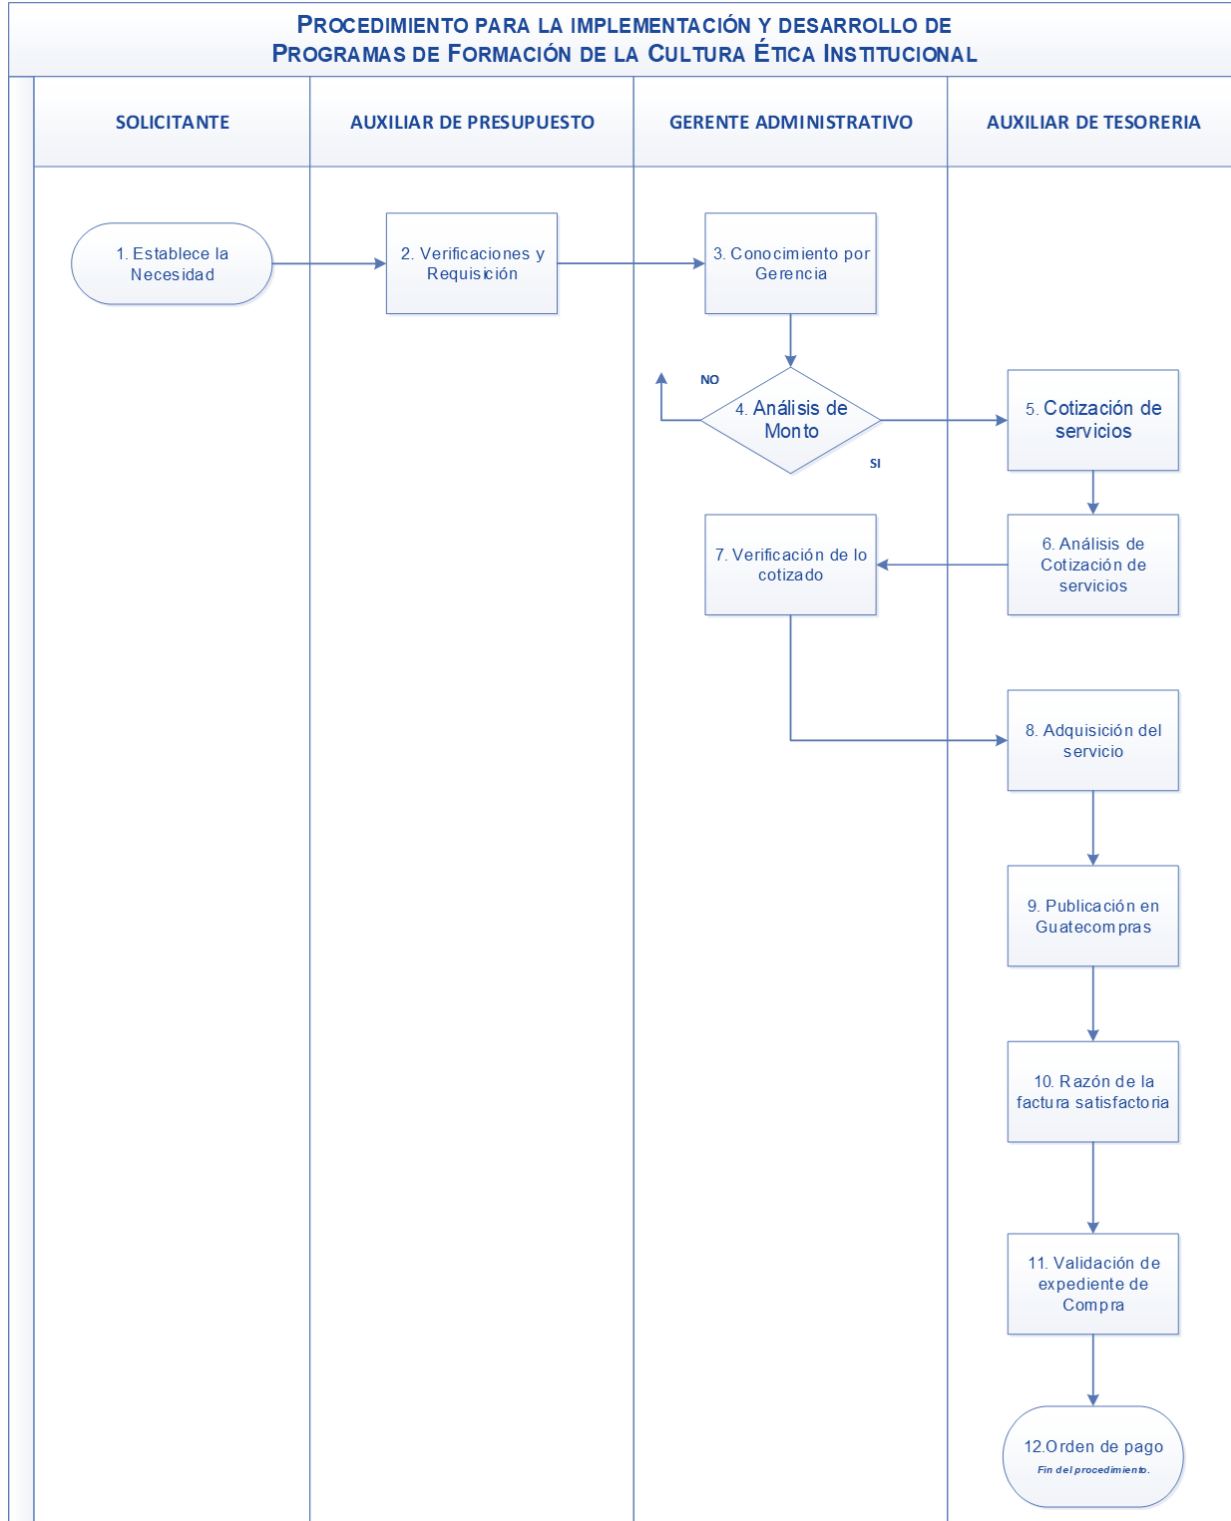 PROCEDIMIENTO PARA LA IMPLEMENTACIÓN Y DESARROLLO DE
PROGRAMAS DE FORMACIÓN DE LA CULTURA ÉTICA INSTITUCIONAL
SOLICITANTE
AUXILIAR DE PRESUPUESTO
GERENTE ADMINISTRATIVO
AUXILIAR DE TESORERIA
1. Establece la
Necesidad
2. Verificaciones y
Requisición
3. Conocimiento por
Gerencia
NO
4. Análisis de
Monto
SI
5. Cotización de
servicios
6. Análisis de
Cotización de
servicios
7. Verificación de lo
cotizado
8. Adquisición del
servicio
9. Publicación en
Guatecompras
10. Razón de la
factura satisfactoria
11. Validación de
expediente de
Compra
12.Orden de pago
Fin del procedimiento.